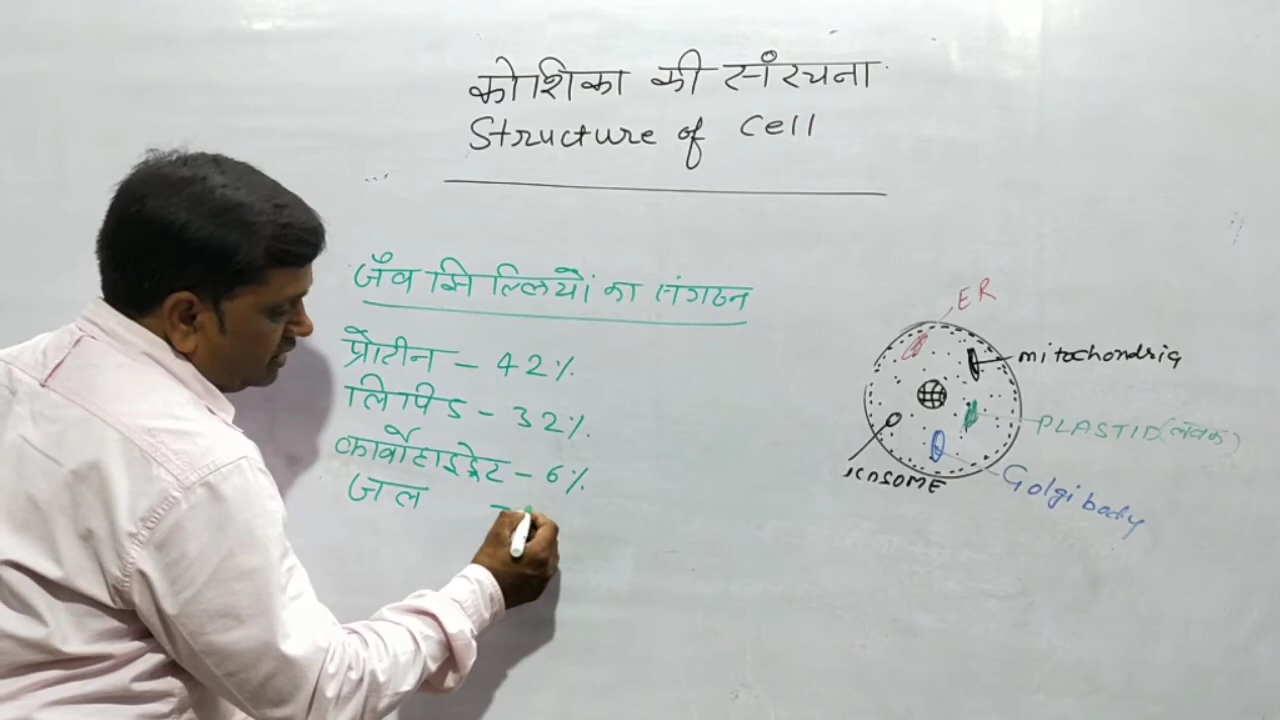 कोशिका की संरचना
Structure of Cell
जैव झिल्लियों का संगठन
प्रोटीन - 42%.
लिपिड - 32%.
कार्बोहाइड्रेट - 6%.
जल -
ER
mitochondria
PLASTID (लवक)
Golgi body